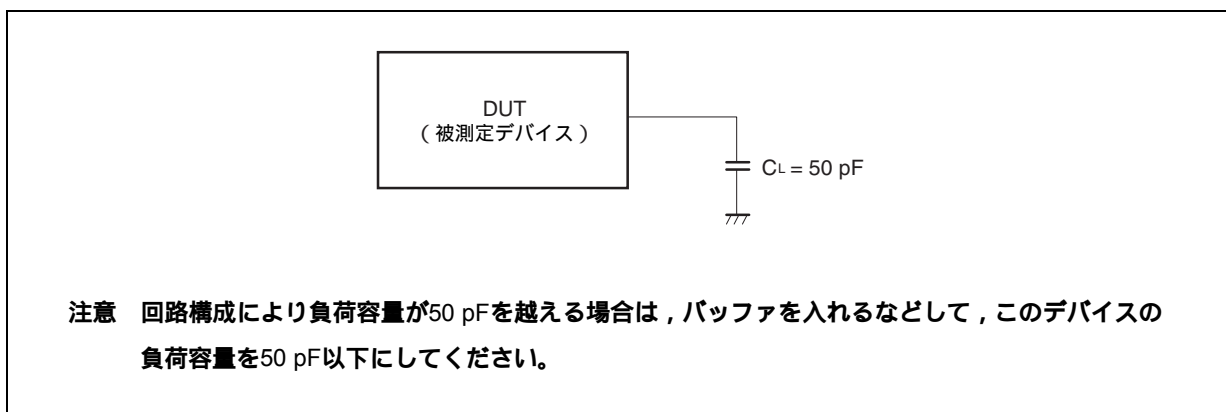 DUT
（被測定デバイス）
CL = 50 pF
注意　回路構成により負荷容量が50 pFを越える場合は，バッファを入れるなどして，このデバイスの
負荷容量を50 pF以下にしてください。